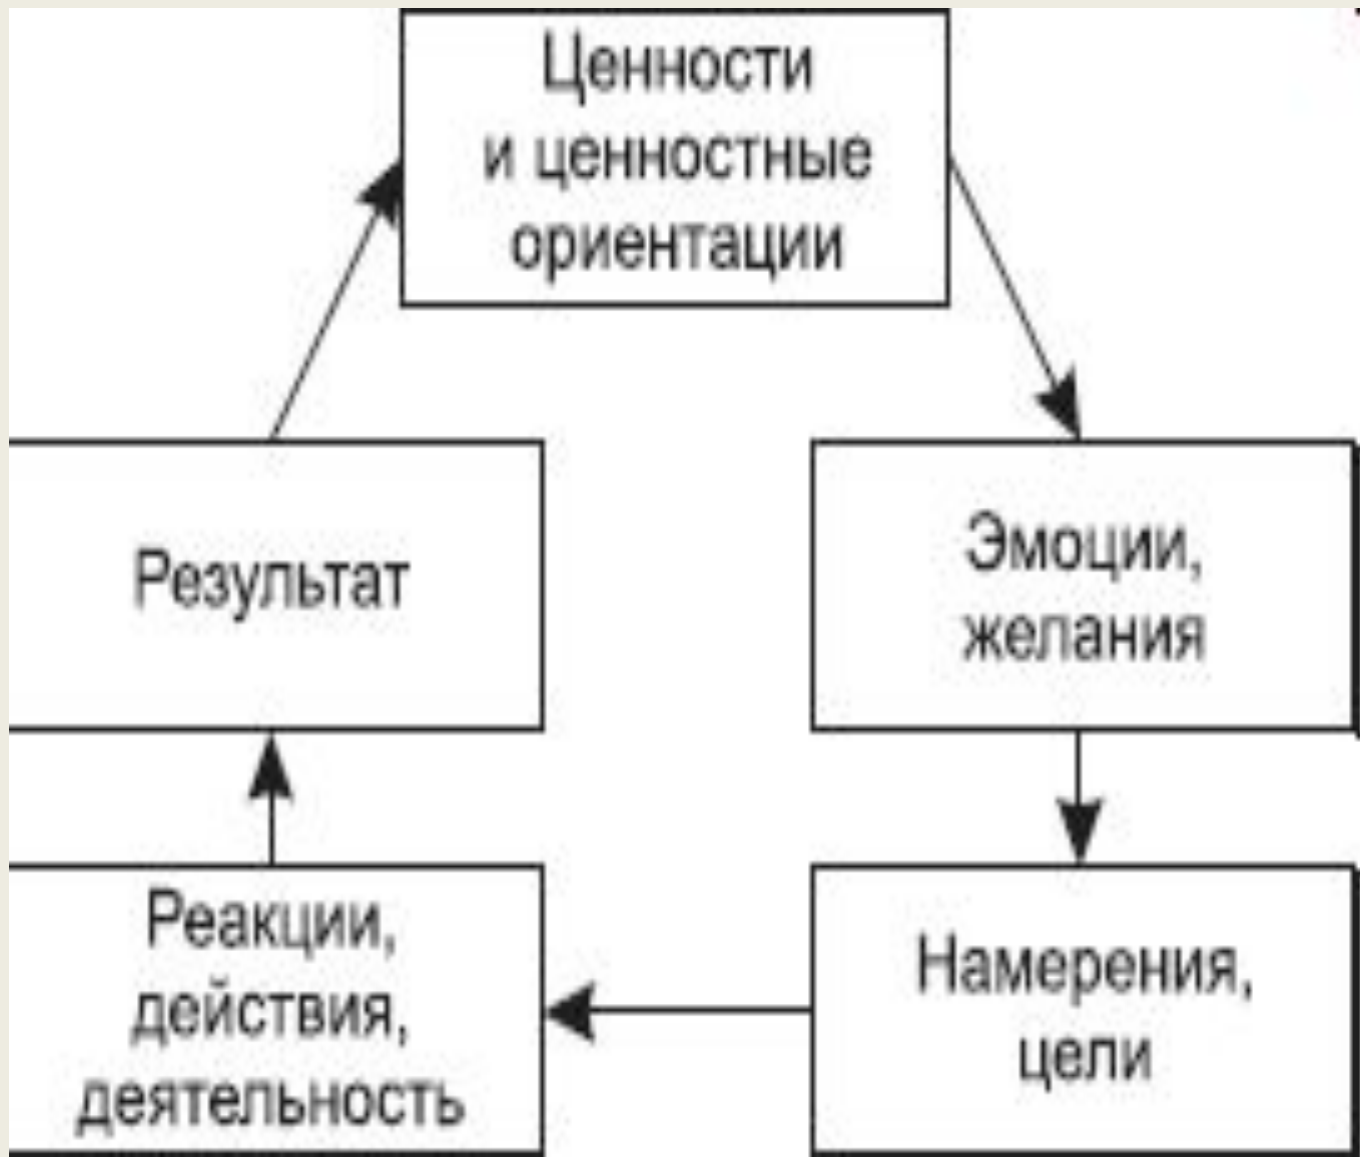 Ценности
и ценностные
ориентации
Эмоции,
желания
Намерения,
цели
Реакции,
действия,
деятельность
Результат